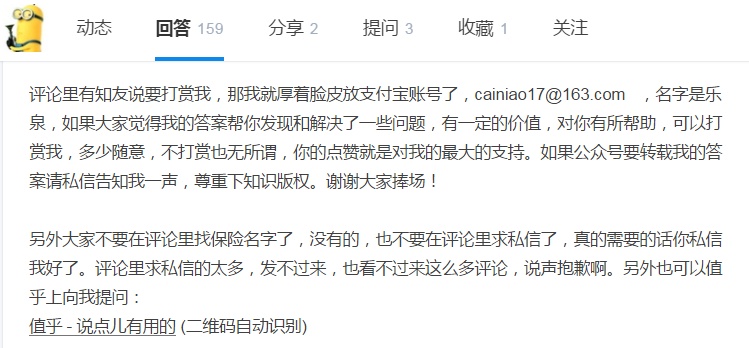 动态 回答 159 分享 2 提问 3 收藏 1 关注
评论里有知友说要打赏我，那我就厚着脸皮放支付宝账号了，cainiao17@163.com ，名字是乐
泉，如果大家觉得我的答案帮你发现和解决了一些问题，有一定的价值，对你有所帮助，可以打
赏我，多少随意，不打赏也无所谓，你的点赞就是对我的最大的支持。如果公众号要转载我的答
案请私信告知我一声，尊重下知识版权。谢谢大家捧场！
另外大家不要在评论里找保险名字了，没有的，也不要在评论里求私信了，真的需要的话你私信
我好了。评论里求私信的太多，发不过来，也看不过来这么多评论，说声抱歉啊。另外也可以值
乎上向我提问：
值乎 - 说点儿有用的 (二维码自动识别)